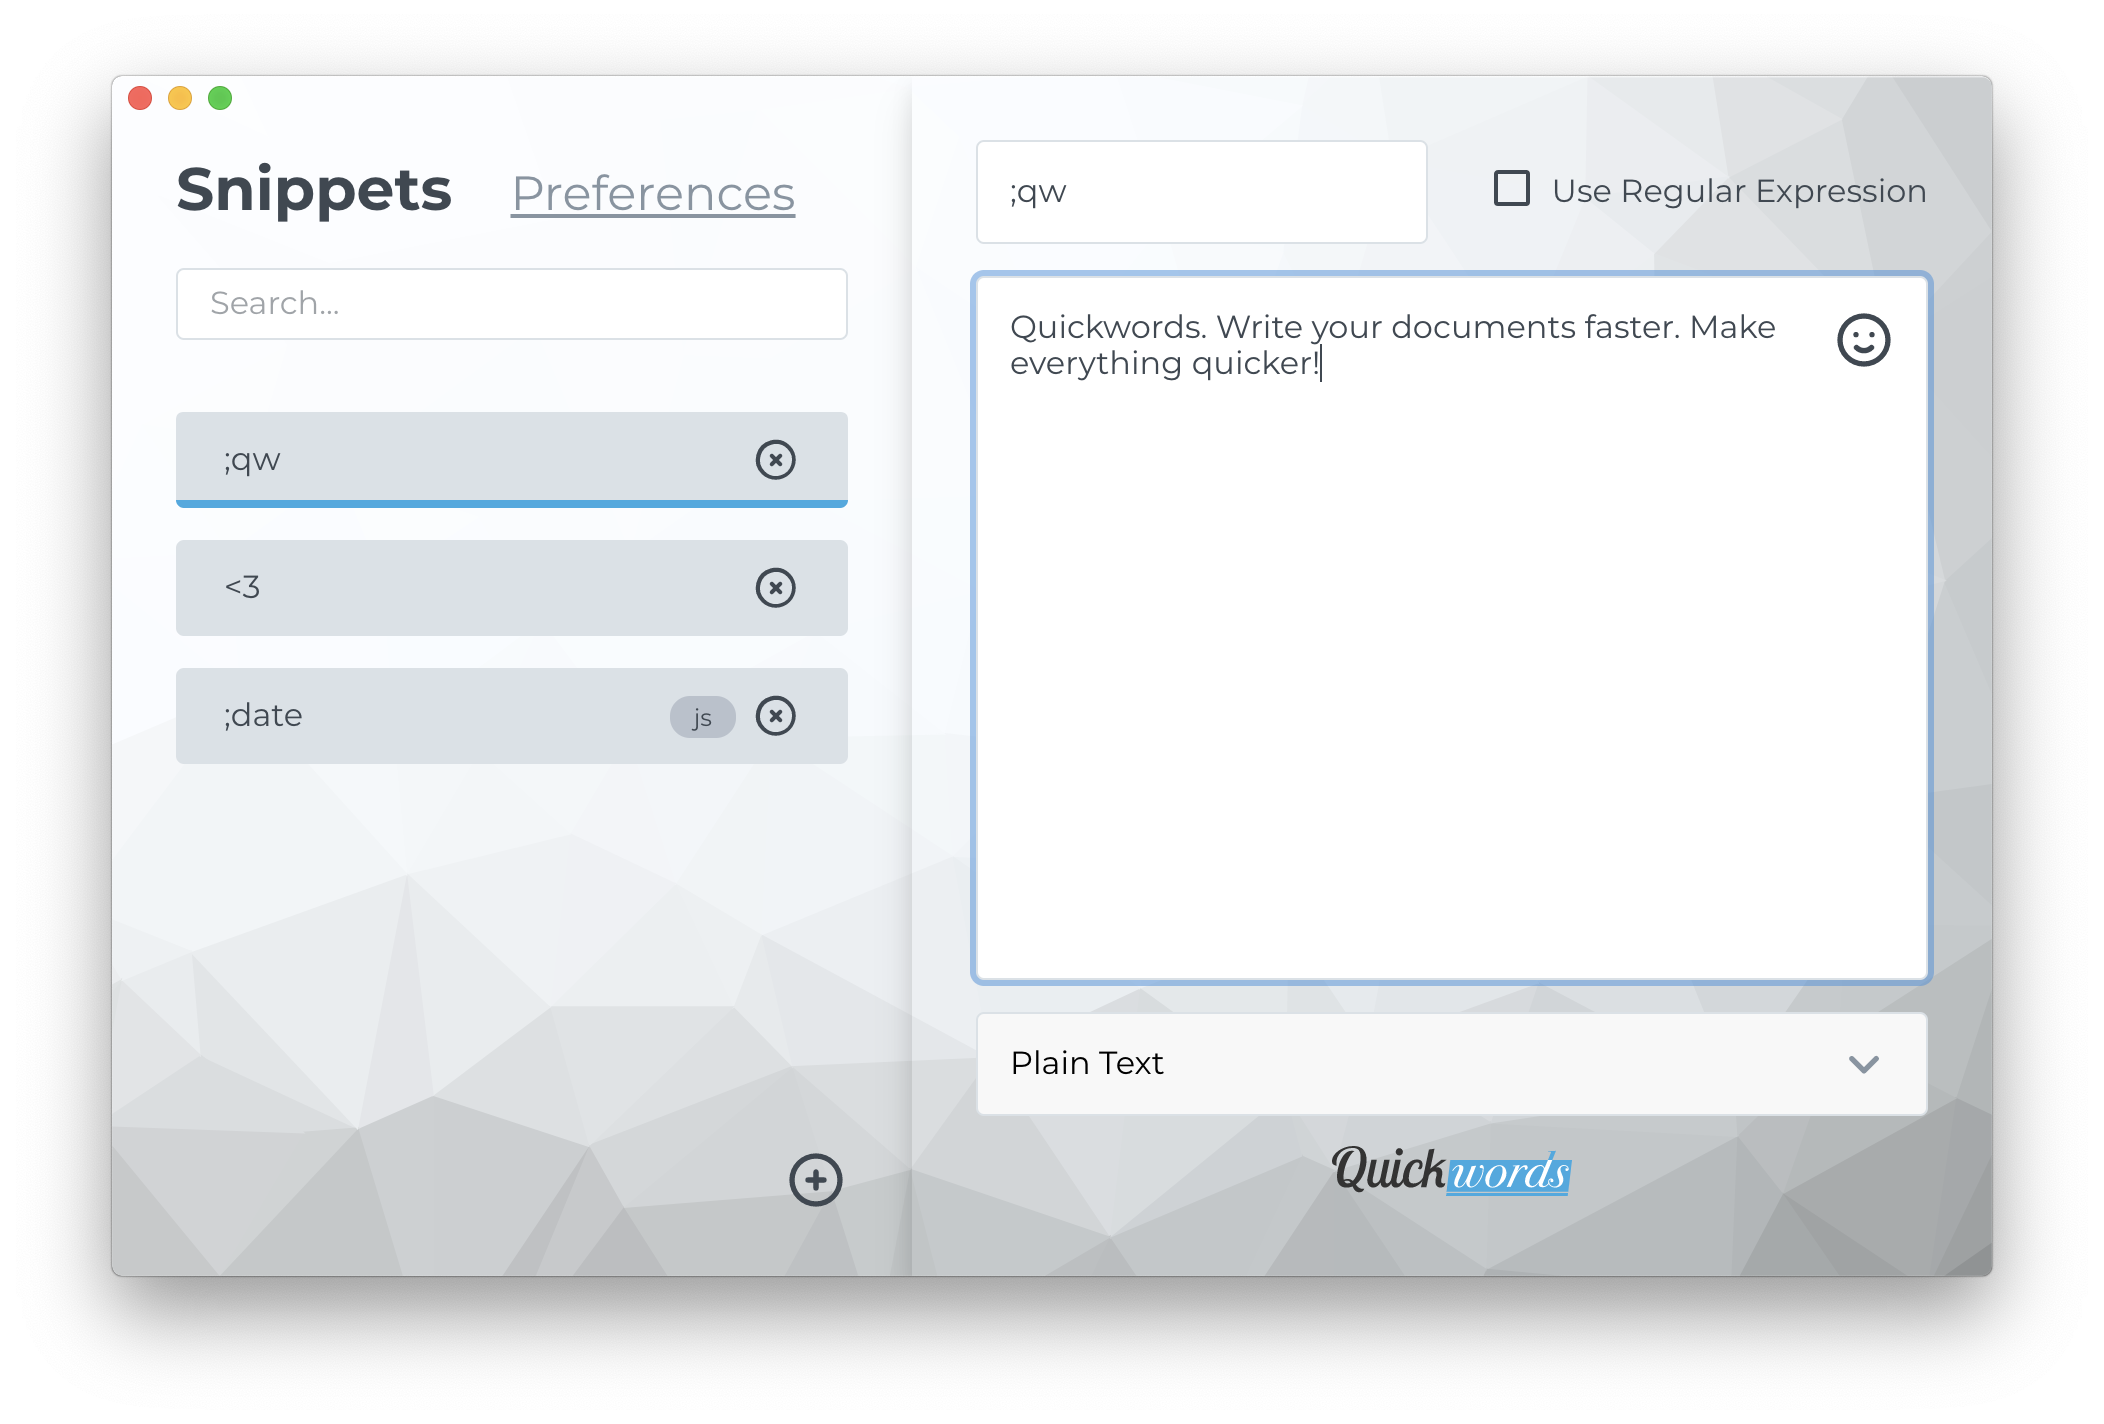 Snippets Preferences
Search...
;qw
<3
;date js
;qw
Use Regular Expression
Quickwords. Write your documents faster. Make
everything quicker!
Plain Text
Quickwords